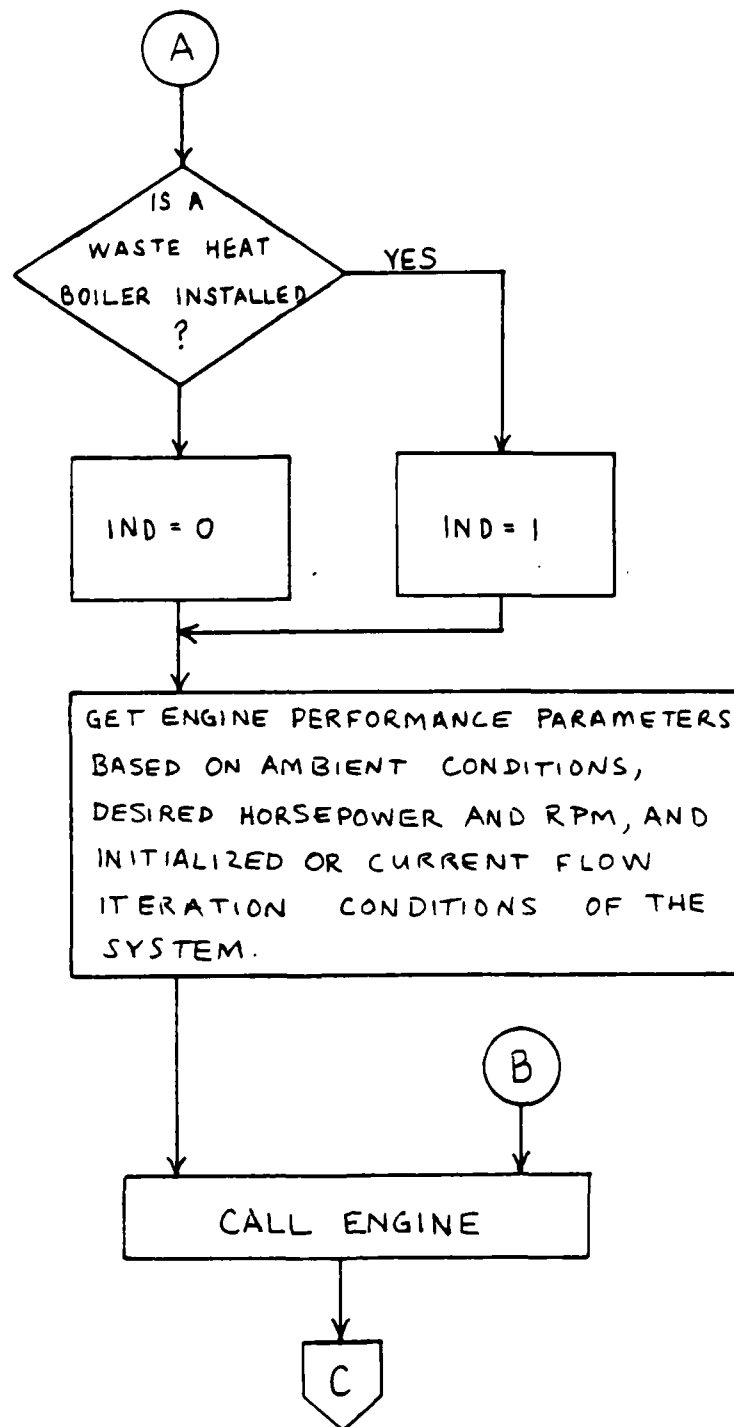 A
IS A
WASTE HEAT
BOILER INSTALLED
?
YES
IND = 0
IND = 1
GET ENGINE PERFORMANCE PARAMETERS
BASED ON AMBIENT CONDITIONS,
DESIRED HORSEPOWER AND RPM, AND
INITIALIZED OR CURRENT FLOW
ITERATION CONDITIONS OF THE
SYSTEM.
B
CALL ENGINE
C